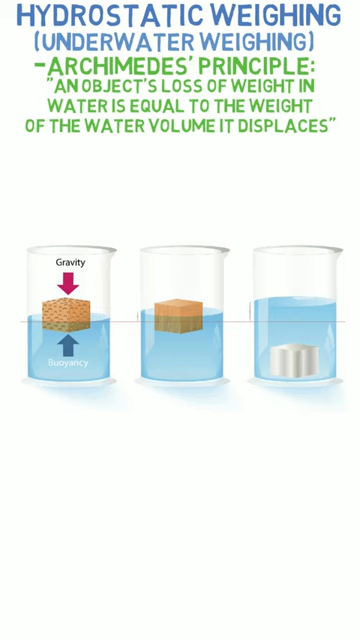 HYDROSTATIC WEIGHING
(UNDERWATER WEIGHING)
-ARCHIMEDES' PRINCIPLE:
"AN OBJECT'S LOSS OF WEIGHT IN
WATER IS EQUAL TO THE WEIGHT
OF THE WATER VOLUME IT DISPLACES"
Gravity
Buoyancy